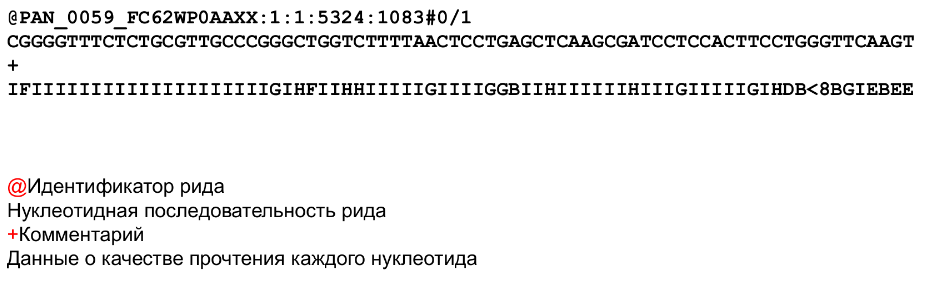 @PAN_0059_FC62WP0AAXX:1:1:5324:1083#0/1
CGGGGTTTCTCTGCGTTGCCCGGGCTGGTCTTTTAACTCCTGAGCTCAAGCGATCCTCCACTTCCTGGGTTCAAGT
+
IFIIIIIIIIIIIIIIIIIIIIIGIHFIIHHIIIIIGIIIIGGBIIHIIIIIIHIIIGIIIIIGIHDB<8BGIEBEE
@Идентификатор рида
Нуклеотидная последовательность рида
+Комментарий
Данные о качестве прочтения каждого нуклеотида